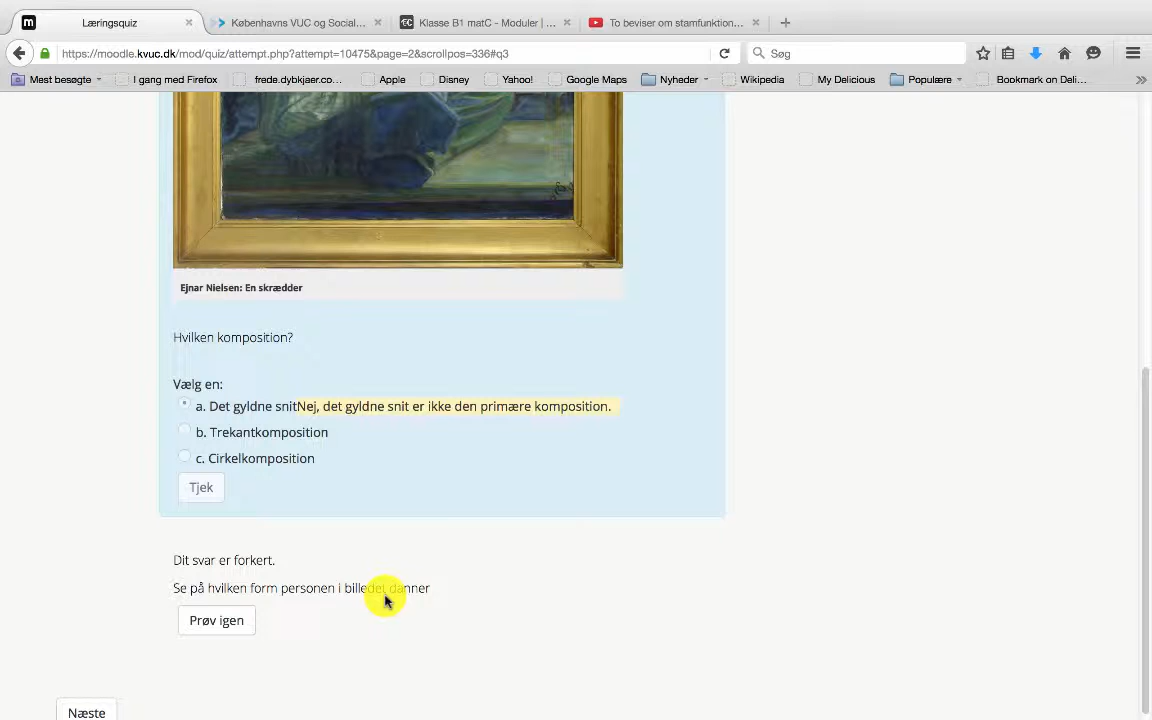 Læringsquiz
Københavns VUC og Social...
Klasse B1 matC - Moduler | ...
To beviser om stamfunktion...
https://moodle.kvuc.dk/mod/quiz/attempt.php?attempt=10475&page=2&scrollpos=336#q3
Søg
Mest besøgte
I gang med Firefox
frede.dybkjaer.co...
Apple
Disney
Yahoo!
Google Maps
Nyheder
Wikipedia
My Delicious
Populære
Bookmark on Deli...
Ejnar Nielsen: En skrædder
Hvilken komposition?
Vælg en:
a. Det gyldne snitNej, det gyldne snit er ikke den primære komposition.
b. Trekantkomposition
c. Cirkelkomposition
Tjek
Dit svar er forkert.
Se på hvilken form personen i billedet danner
Prøv igen
Næste